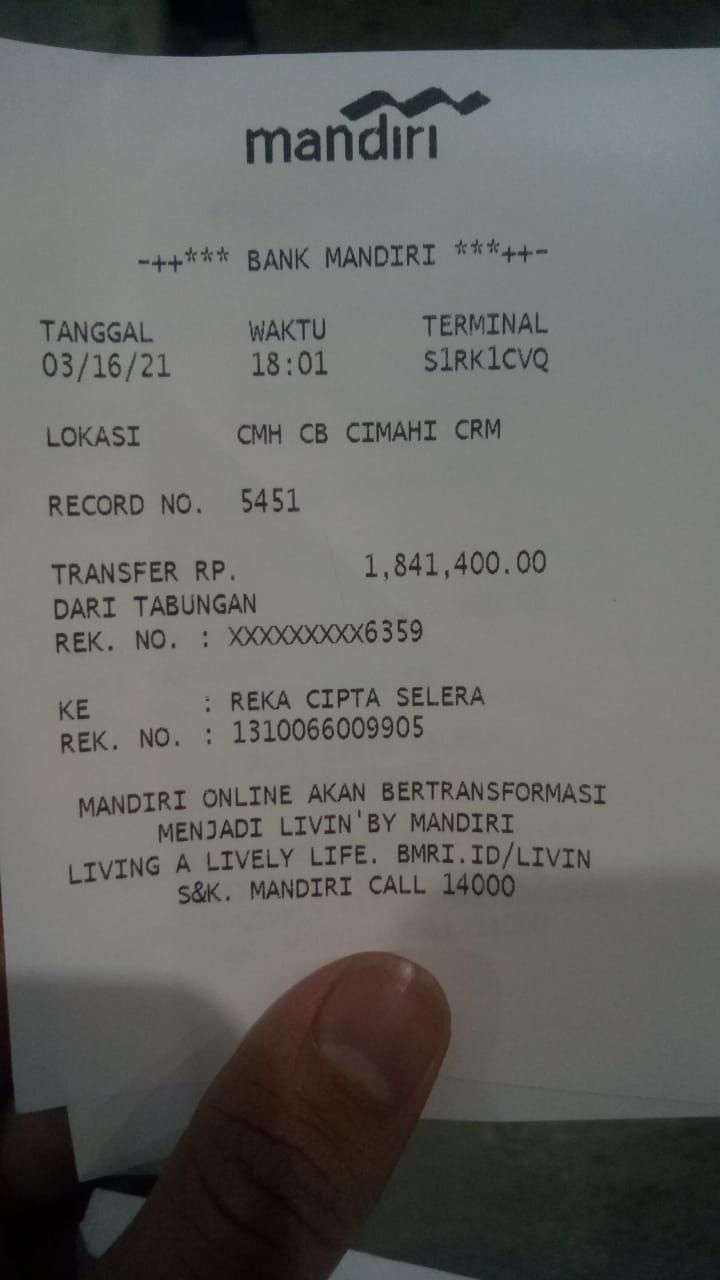 mandiri
-++*** BANK MANDIRI ***++-
TANGGAL WAKTU TERMINAL
03/16/21 18:01 S1RK1CVQ
LOKASI CMH CB CIMAHI CRM
RECORD NO. 5451
TRANSFER RP. 1,841,400.00
DARI TABUNGAN
REK. NO. : XXXXXXXXX6359
KE : REKA CIPTA SELERA
REK. NO. : 1310066009905
MANDIRI ONLINE AKAN BERTRANSFORMASI
MENJADI LIVIN'BY MANDIRI
LIVING A LIVELY LIFE. BMRI.ID/LIVIN
S&K. MANDIRI CALL 14000